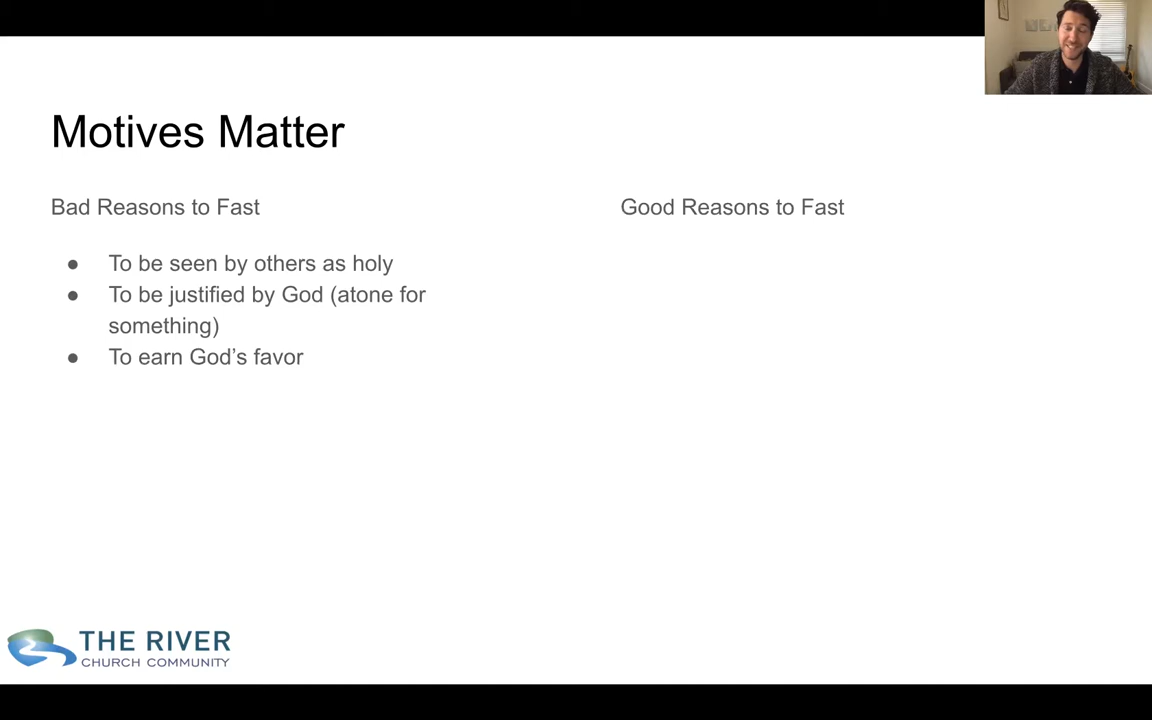 Motives Matter
Bad Reasons to Fast
● To be seen by others as holy
● To be justified by God (atone for
something)
● To earn God's favor
Good Reasons to Fast
THE RIVER
CHURCH COMMUNITY